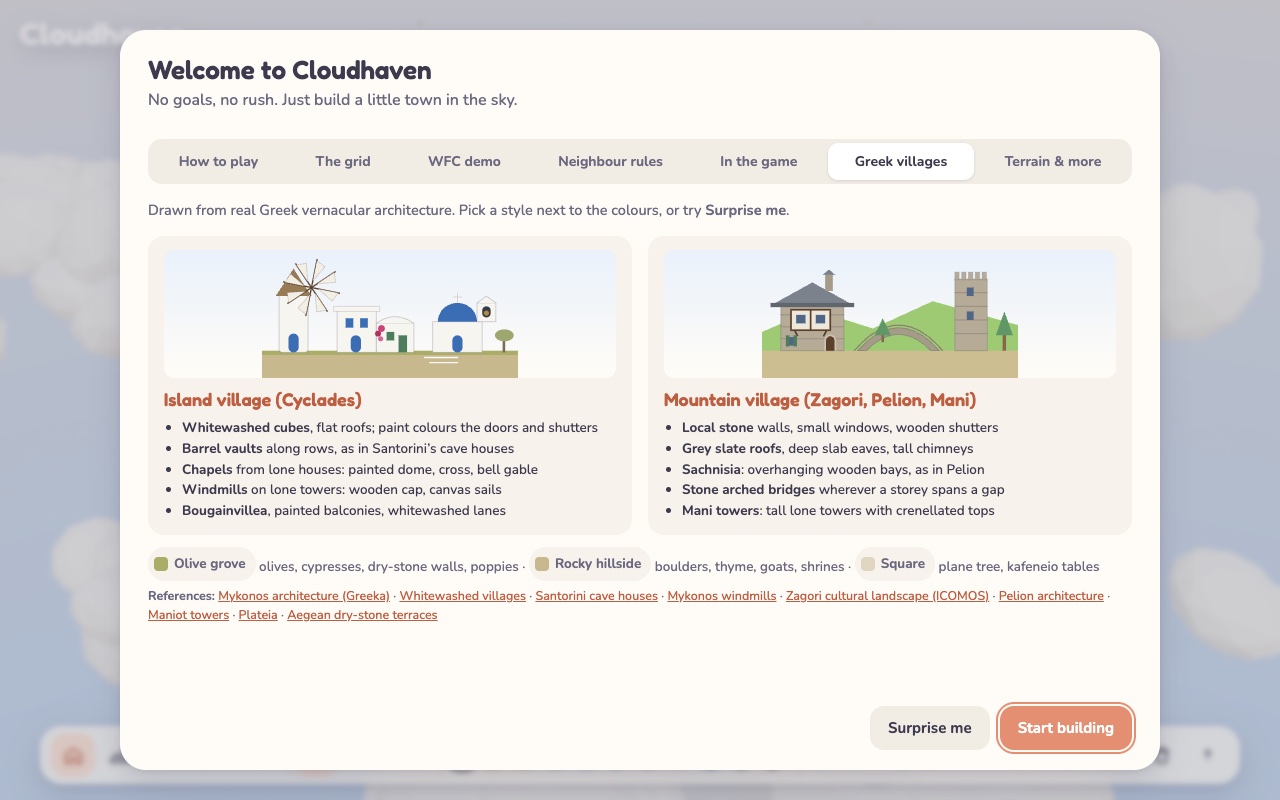 Cloudh
Welcome to Cloudhaven
No goals, no rush. Just build a little town in the sky.
How to play
The grid
WFC demo
Neighbour rules
In the game
Greek villages
Terrain & more
Drawn from real Greek vernacular architecture. Pick a style next to the colours, or try Surprise me.
Island village (Cyclades)
• Whitewashed cubes, flat roofs; paint colours the doors and shutters
• Barrel vaults along rows, as in Santorini's cave houses
• Chapels from lone houses: painted dome, cross, bell gable
• Windmills on lone towers: wooden cap, canvas sails
• Bougainvillea, painted balconies, whitewashed lanes
Mountain village (Zagori, Pelion, Mani)
• Local stone walls, small windows, wooden shutters
• Grey slate roofs, deep slab eaves, tall chimneys
• Sachnisia: overhanging wooden bays, as in Pelion
• Stone arched bridges wherever a storey spans a gap
• Mani towers: tall lone towers with crenellated tops
Olive grove olives, cypresses, dry-stone walls, poppies · Rocky hillside boulders, thyme, goats, shrines · Square plane tree, kafeneio tables
References: Mykonos architecture (Greeka) · Whitewashed villages · Santorini cave houses · Mykonos windmills · Zagori cultural landscape (ICOMOS) · Pelion architecture ·
Maniot towers · Plateia · Aegean dry-stone terraces
Surprise me
Start building